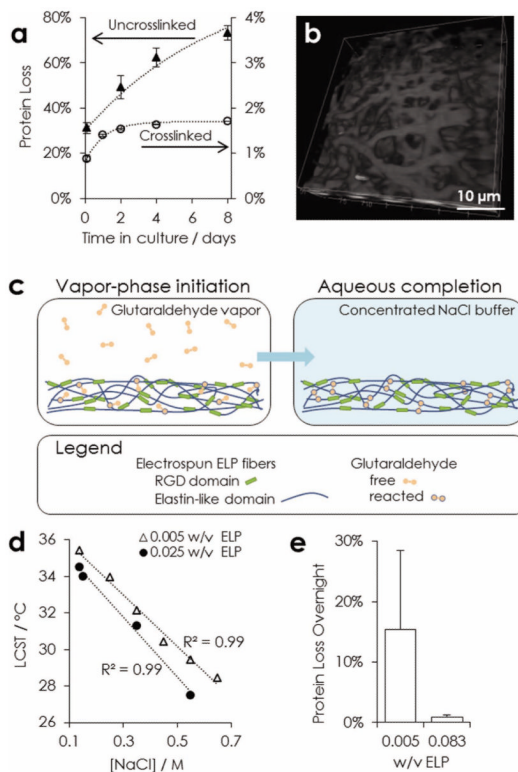 a
80%
60%
40%
20%
0%
Protein Loss
Uncrosslinked
Crosslinked
4%
3%
2%
1%
0%
0 2 4 6 8
Time in culture / days
b
10 µm
c
Vapor-phase initiation
Glutaraldehyde vapor
Aqueous completion
Concentrated NaCl buffer
Legend
Electrospun ELP fibers
RGD domain
Elastin-like domain
Glutaraldehyde
free
reacted
d
0.005 w/v ELP
0.025 w/v ELP
36
34
32
30
28
26
LCST / °C
R² = 0.99
R² = 0.99
0.1 0.4 0.7
[NaCl] / M
e
30%
20%
10%
0%
Protein Loss Overnight
0.005 0.083
w/v ELP